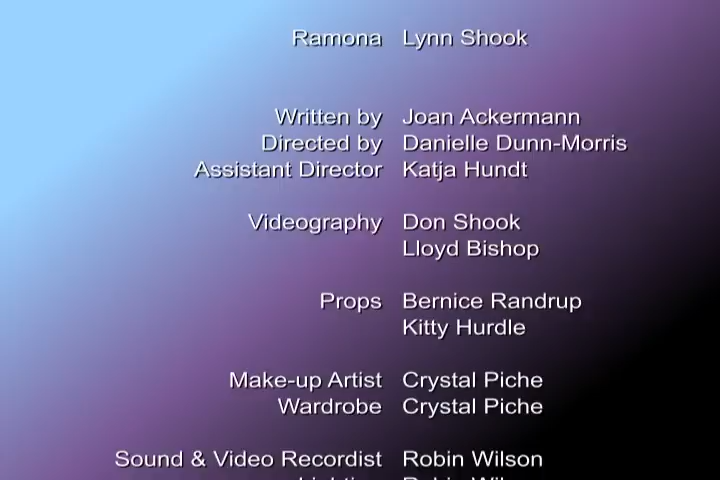 Ramona Lynn Shook
Written by Joan Ackermann
Directed by Danielle Dunn-Morris
Assistant Director Katja Hundt
Videography Don Shook
Lloyd Bishop
Props Bernice Randrup
Kitty Hurdle
Make-up Artist Crystal Piche
Wardrobe Crystal Piche
Sound & Video Recordist Robin Wilson